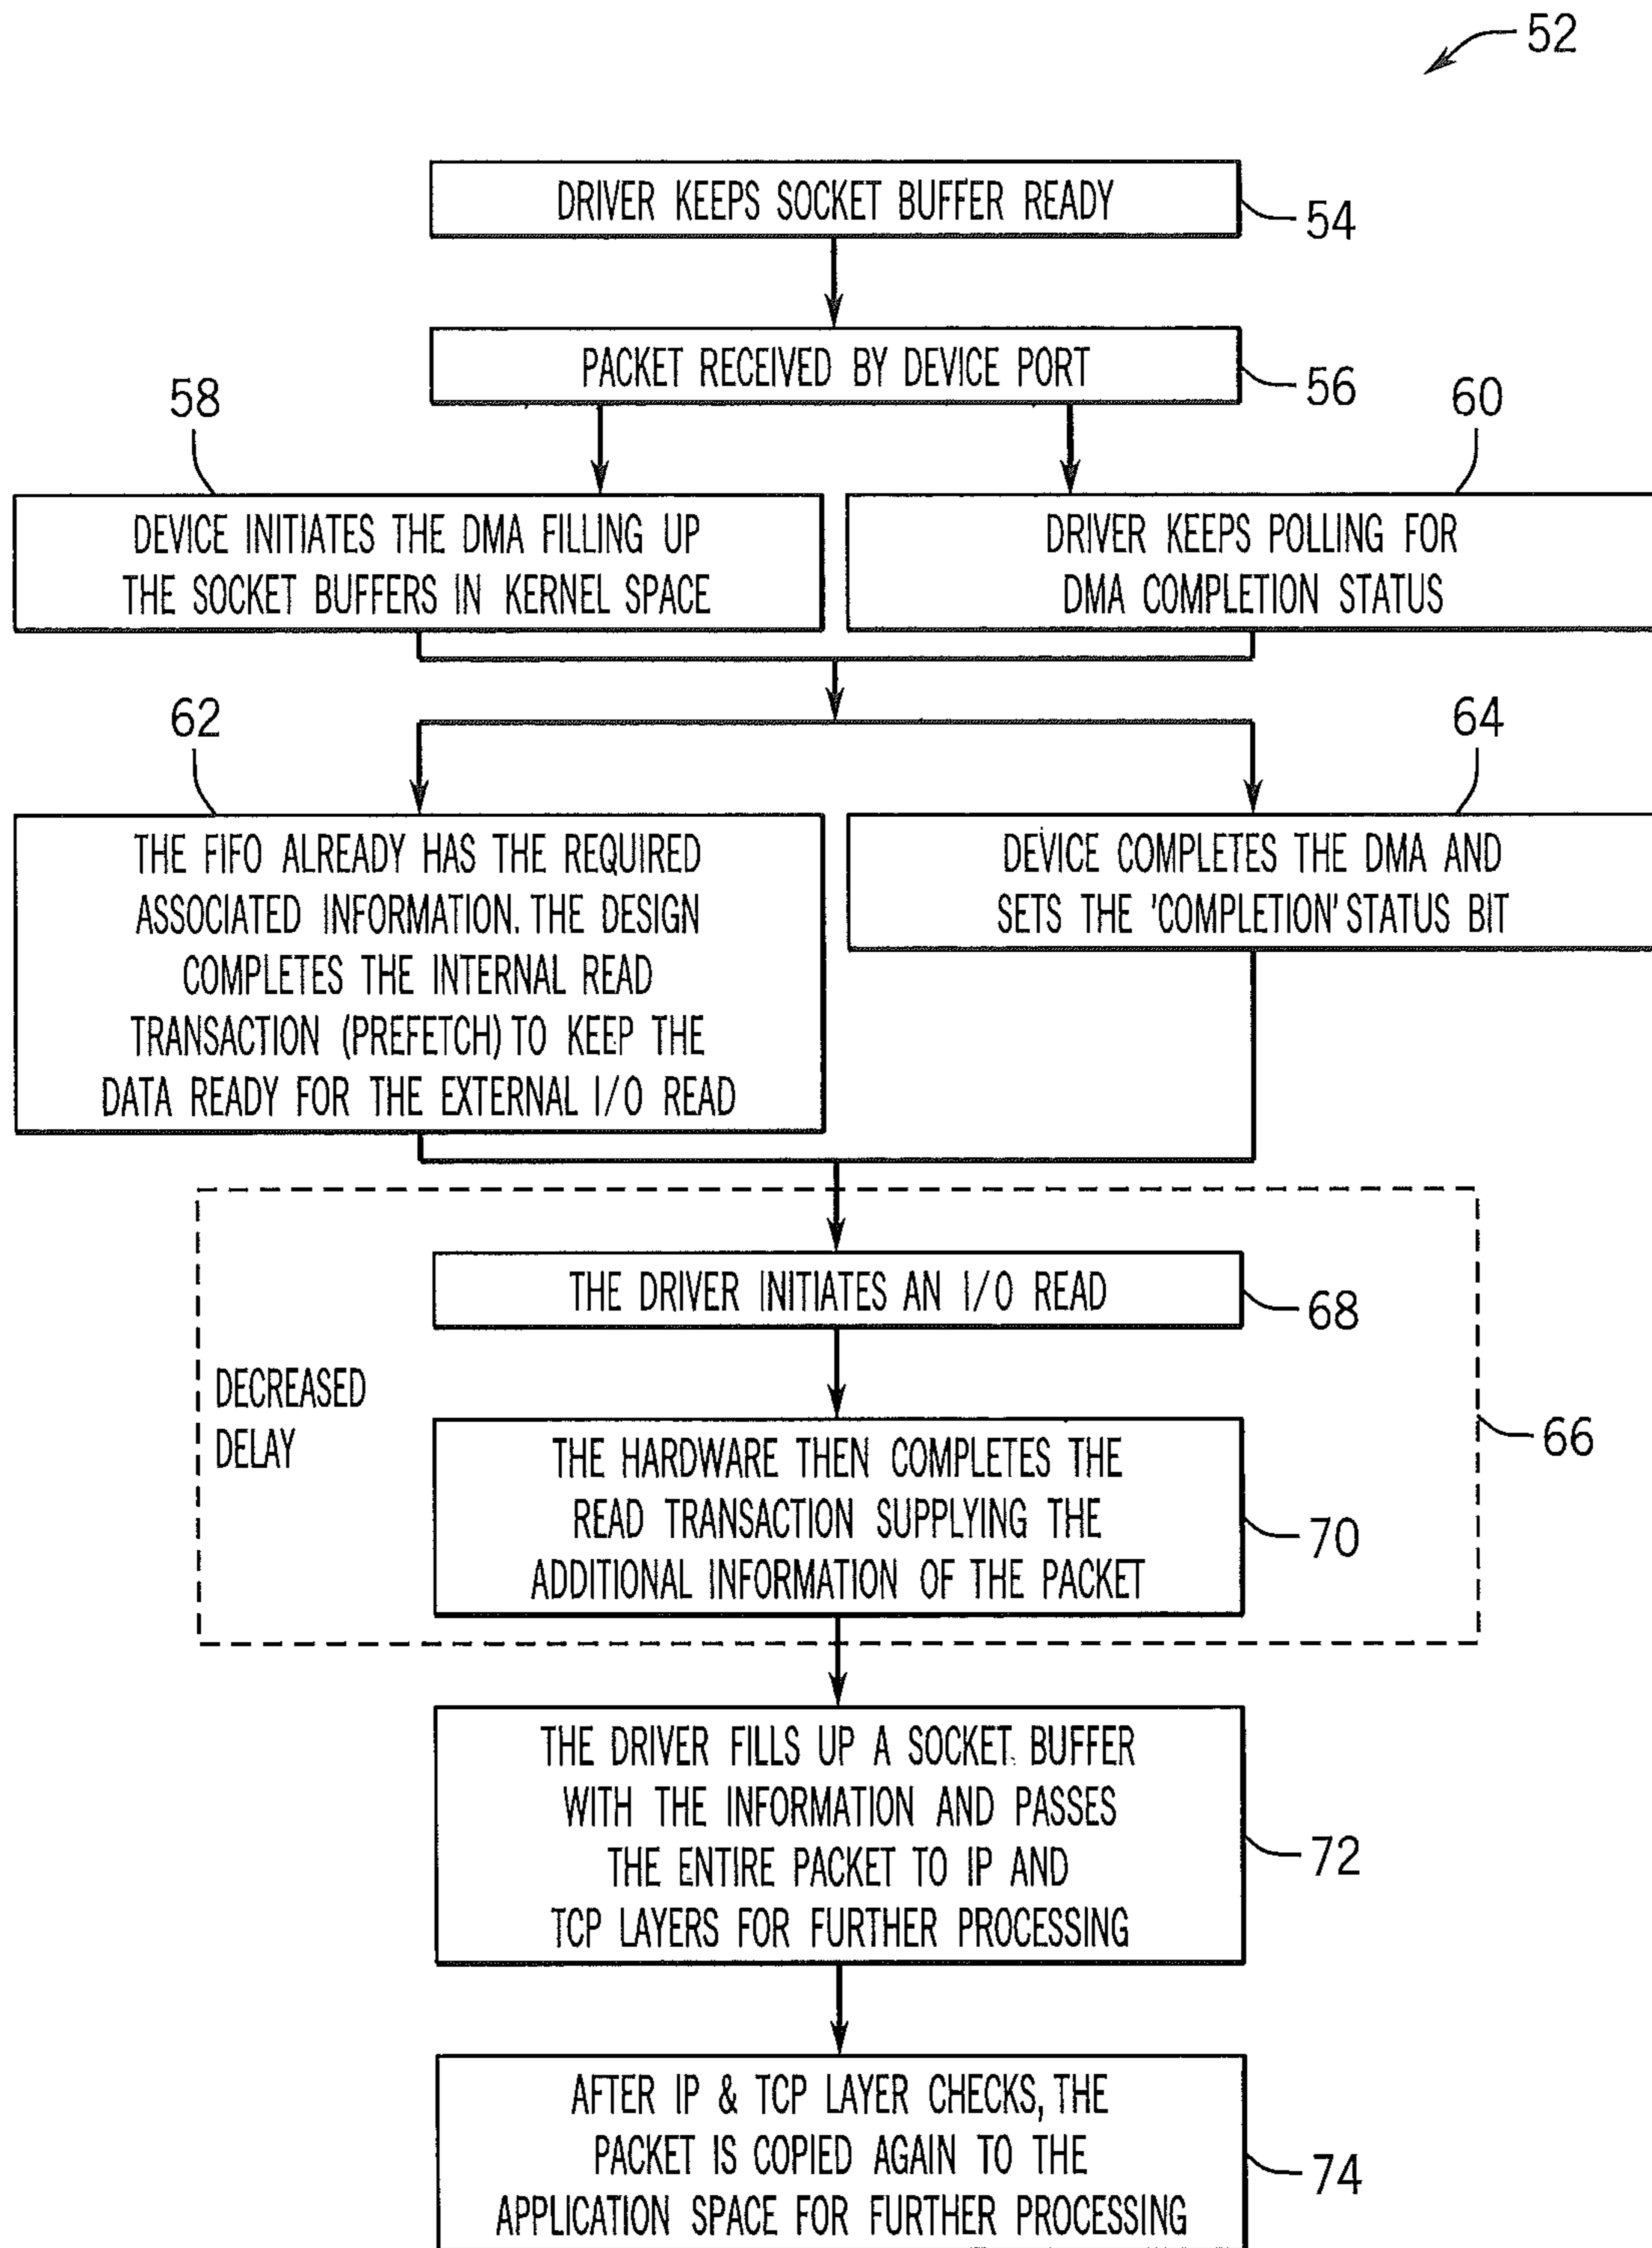 52
DRIVER KEEPS SOCKET BUFFER READY
54
PACKET RECEIVED BY DEVICE PORT
56
58
60
DEVICE INITIATES THE DMA FILLING UP
THE SOCKET BUFFERS IN KERNEL SPACE
DRIVER KEEPS POLLING FOR
DMA COMPLETION STATUS
62
64
THE FIFO ALREADY HAS THE REQUIRED
ASSOCIATED INFORMATION. THE DESIGN
COMPLETES THE INTERNAL READ
TRANSACTION (PREFETCH) TO KEEP THE
DATA READY FOR THE EXTERNAL I/O READ
DEVICE COMPLETES THE DMA AND
SETS THE 'COMPLETION' STATUS BIT
THE DRIVER INITIATES AN I/O READ
68
DECREASED
DELAY
66
THE HARDWARE THEN COMPLETES THE
READ TRANSACTION SUPPLYING THE
ADDITIONAL INFORMATION OF THE PACKET
70
THE DRIVER FILLS UP A SOCKET BUFFER
WITH THE INFORMATION AND PASSES
THE ENTIRE PACKET TO IP AND
TCP LAYERS FOR FURTHER PROCESSING
72
AFTER IP & TCP LAYER CHECKS, THE
PACKET IS COPIED AGAIN TO THE
APPLICATION SPACE FOR FURTHER PROCESSING
74